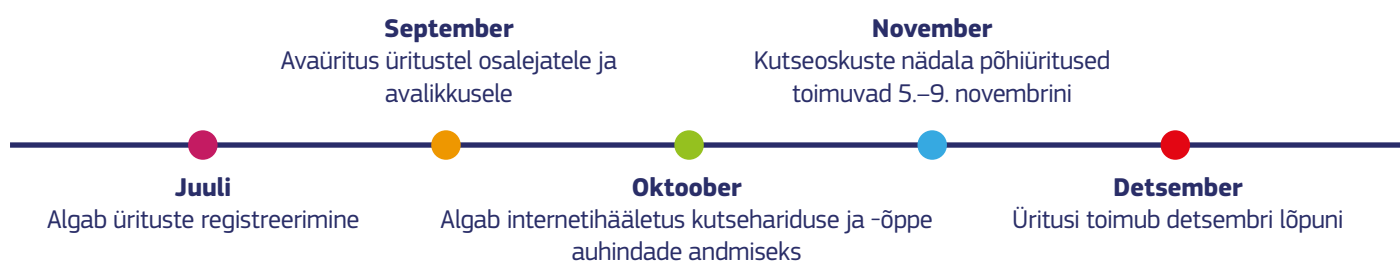 September
Avaüritus üritustel osalejatele ja
avalikkusele
November
Kutseoskuste nädala põhiüritused
toimuvad 5.–9. novembrini
Juuli
Algab ürituste registreerimine
Oktoober
Algab internetihääletus kutsehariduse ja -õppe
auhindade andmiseks
Detsember
Üritusi toimub detsembri lõpuni